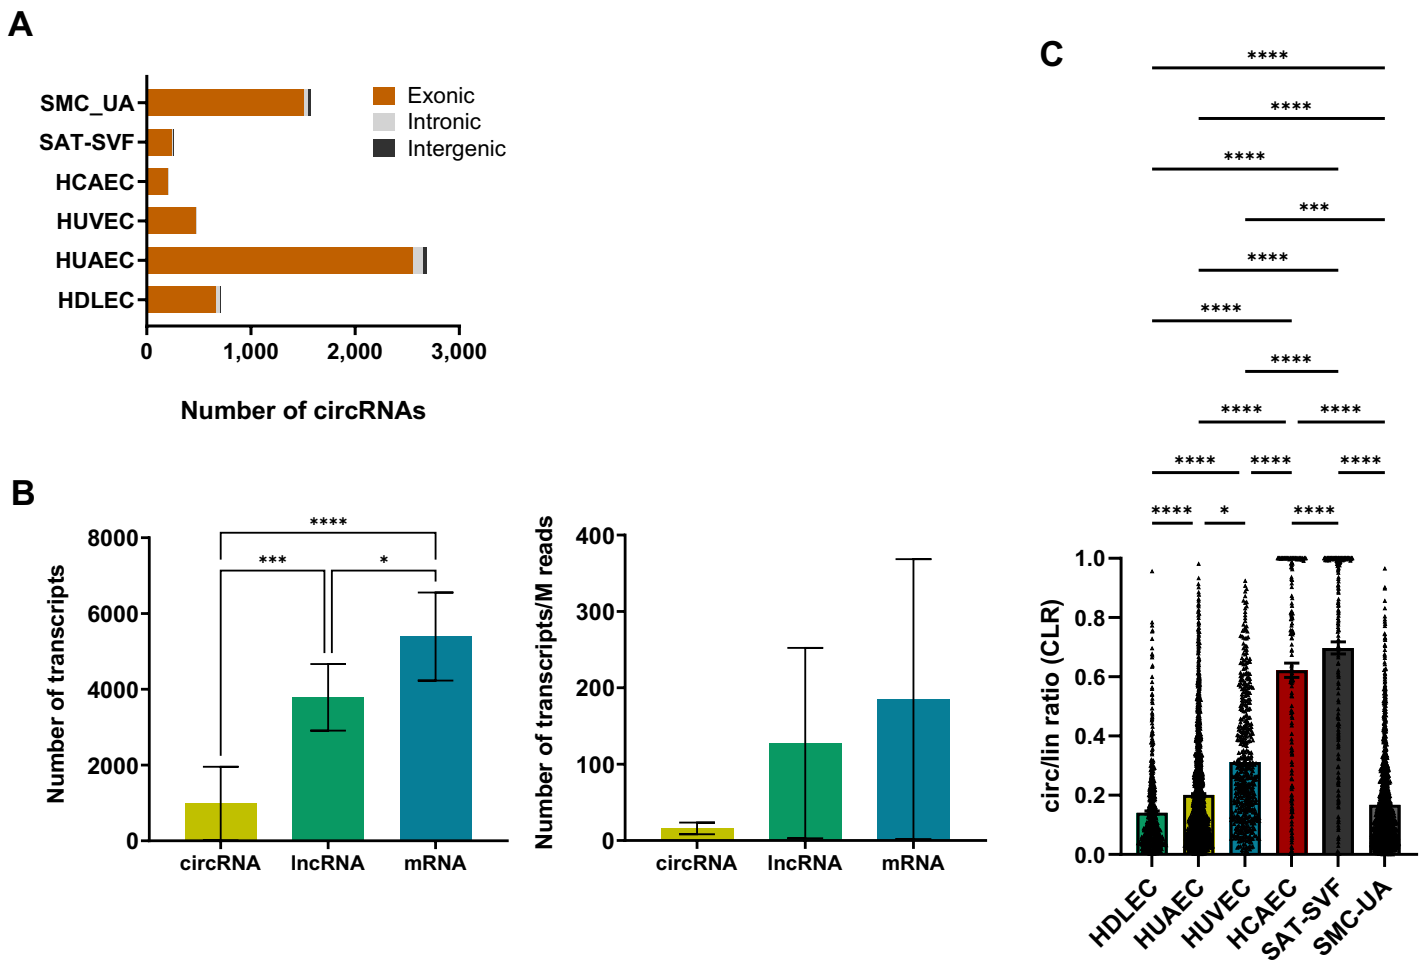 A
SMC_UA
SAT-SVF
HCAEC
HUVEC
HUAEC
HDLEC
Exonic
Intronic
Intergenic
0 1,000 2,000 3,000
Number of circRNAs
B
Number of transcripts
8000
6000
4000
2000
0
****
*** *
circRNA lncRNA mRNA
Number of transcripts/M reads
400
300
200
100
0
circRNA lncRNA mRNA
C
****
****
****
***
****
****
****
**** ****
**** **** ****
**** * ****
circ/lin ratio (CLR)
1.0
0.8
0.6
0.4
0.2
0.0
HDLEC
HUAEC
HUVEC
HCAEC
SAT-SVF
SMC-UA